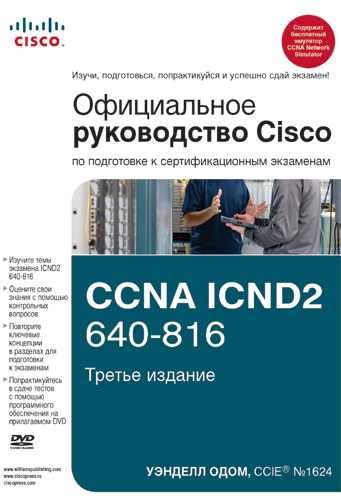 CISCO.
Содержит
бесплатный
эмулятор
CCNA Network
Simulator
Изучи, подготовься, попрактикуйся и успешно сдай экзамен!
Официальное
руководство Cisco
по подготовке к сертификационным экзаменам
Изучите темы
экзамена ICND2
640-816
Оцените свои
знания с помощью
контрольных
вопросов
Повторите
ключевые
концепции
в разделах для
подготовки
к экзаменам
Попрактикуйтесь
в сдаче тестов
с помощью
программного
обеспечения на
прилагаемом DVD
CCNA ICND2
640-816
Третье издание
DVD
www.williamspublishing.com
www.ciscopress.ru
ciscopress.com
УЭНДЕЛЛ ОДОМ, CCIE® №1624